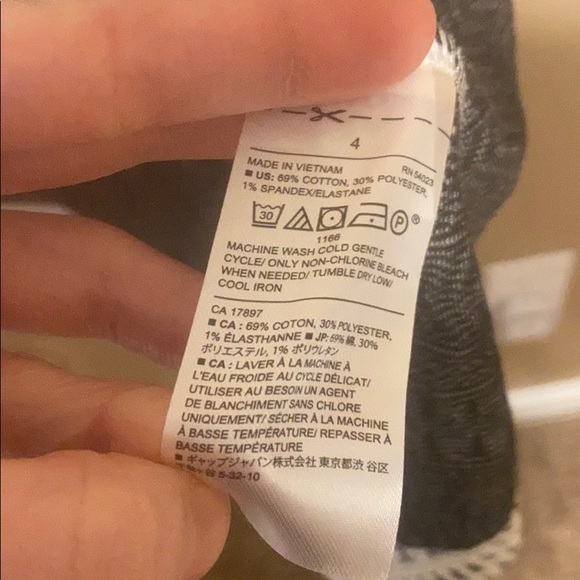 4
MADE IN VIETNAM RN 54023
■ US: 69% COTTON, 30% POLYESTER,
1% SPANDEX/ELASTANE
30 P ®
1166
MACHINE WASH COLD GENTLE
CYCLE/ ONLY NON-CHLORINE BLEACH
WHEN NEEDED/ TUMBLE DRY LOW/
COOL IRON
CA 17897
■ CA : 69% COTON, 30% POLYESTER,
1% ÉLASTHANNE ■ JP: 69% 綿, 30%
ポリエステル, 1% ポリウレタン
■ CA : LAVER À LA MACHINE À
L'EAU FROIDE AU CYCLE DÉLICAT/
UTILISER AU BESOIN UN AGENT
DE BLANCHIMENT SANS CHLORE
UNIQUEMENT/ SÉCHER À LA MACHINE
À BASSE TEMPÉRATURE/ REPASSER À
BASSE TEMPÉRATURE
■ ギャップジャパン株式会社 東京都渋 谷区
ヶ谷 5-32-10